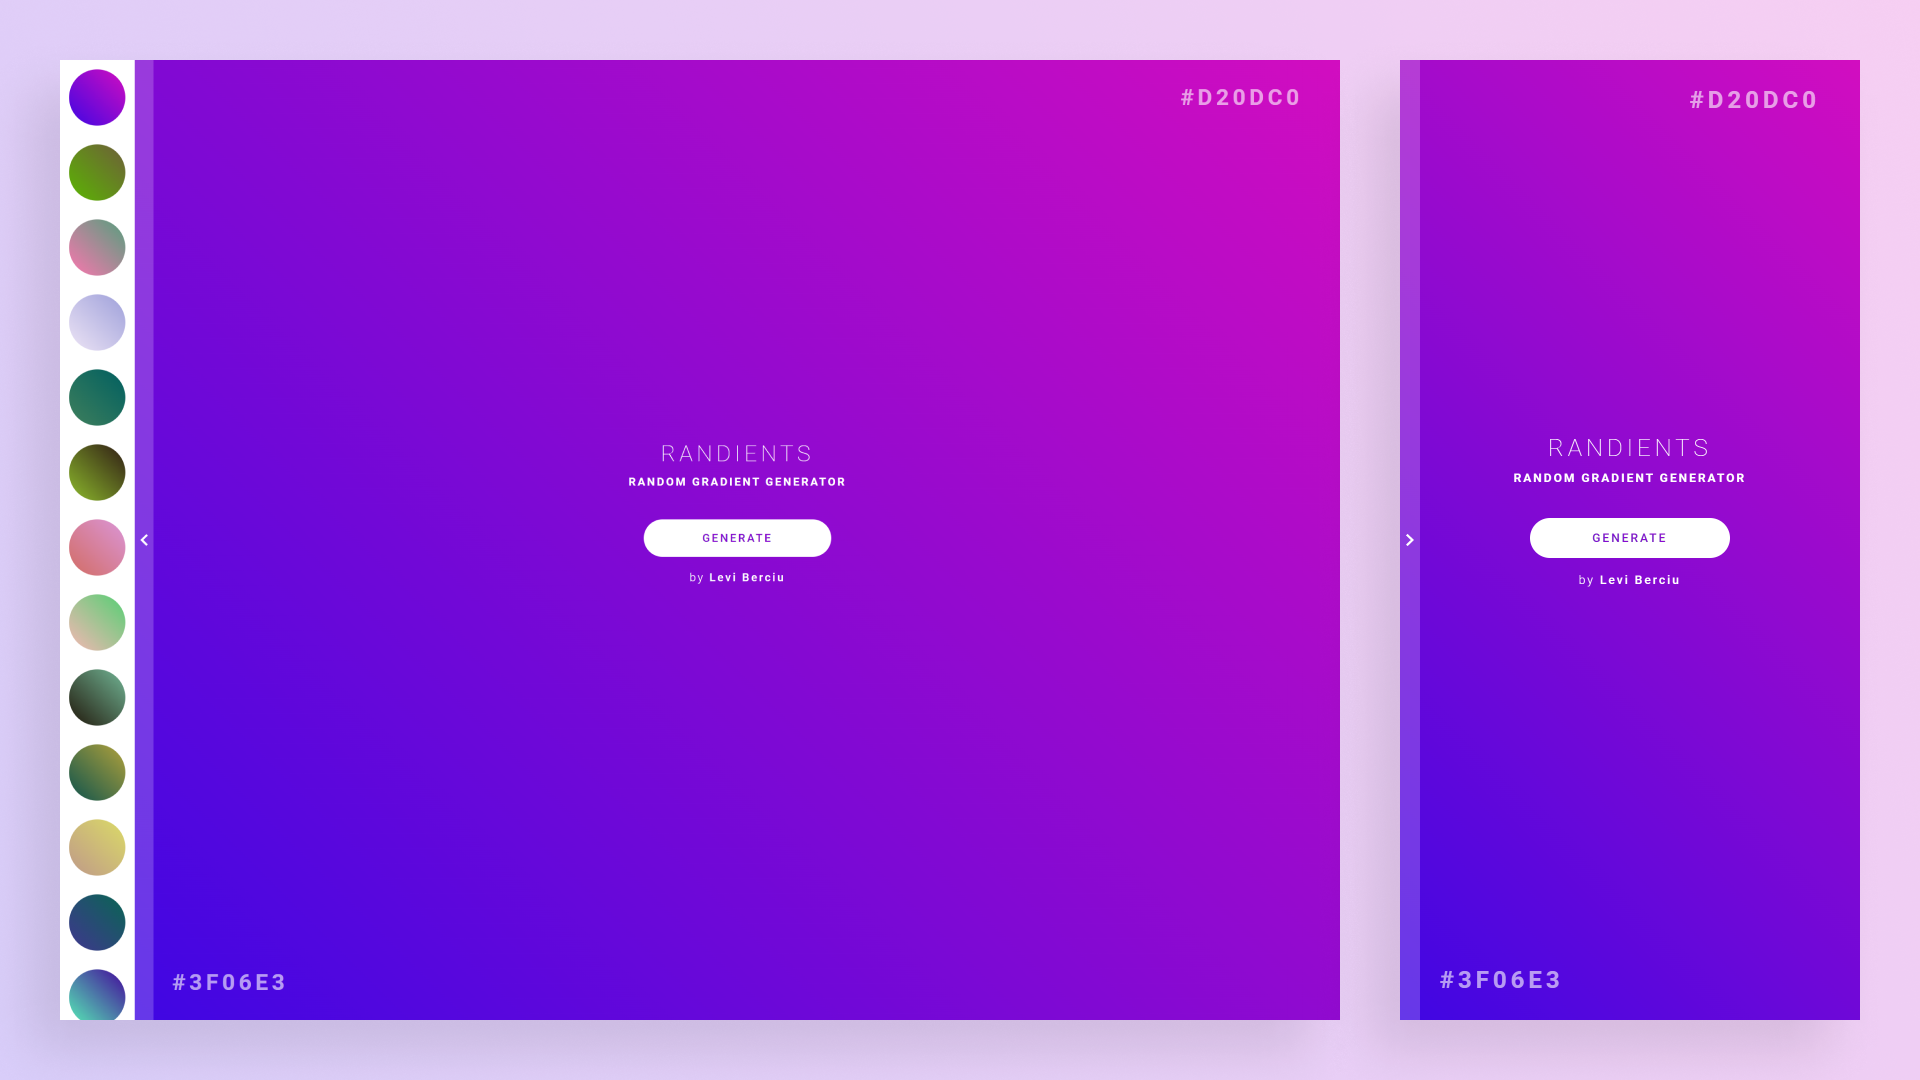 #D20DC0
RANDIENTS
RANDOM GRADIENT GENERATOR
GENERATE
by Levi Berciu
#3F06E3
#D20DC0
RANDIENTS
RANDOM GRADIENT GENERATOR
GENERATE
by Levi Berciu
#3F06E3